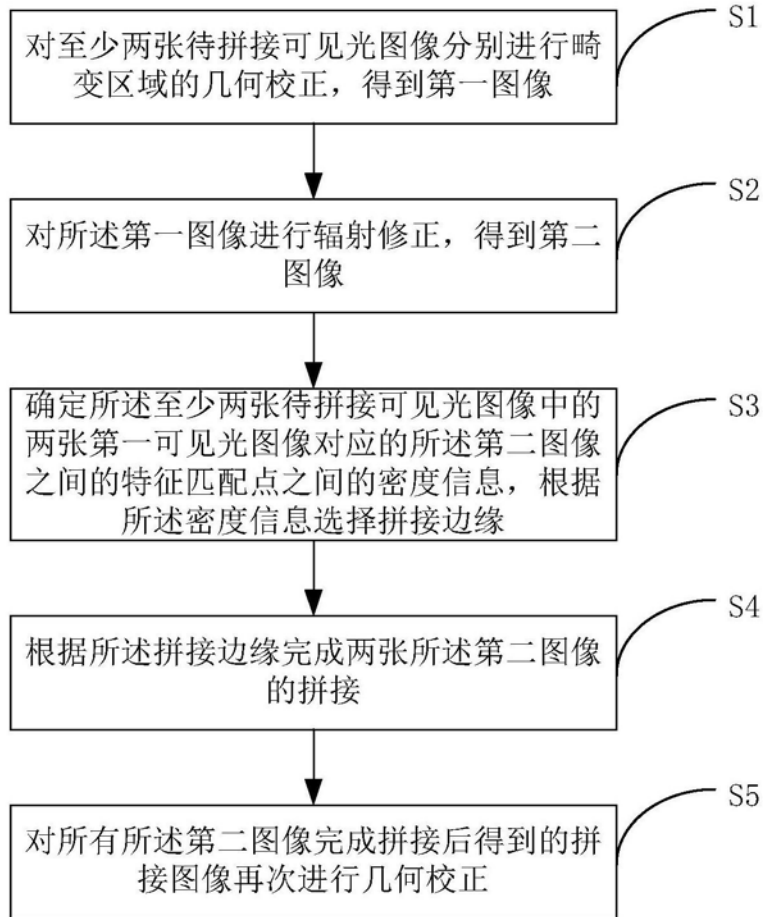 对至少两张待拼接可见光图像分别进行畸
变区域的几何校正，得到第一图像
S1
对所述第一图像进行辐射修正，得到第二
图像
S2
确定所述至少两张待拼接可见光图像中的
两张第一可见光图像对应的所述第二图像
之间的特征匹配点之间的密度信息，根据
所述密度信息选择拼接边缘
S3
根据所述拼接边缘完成两张所述第二图像
的拼接
S4
对所有所述第二图像完成拼接后得到的拼
接图像再次进行几何校正
S5